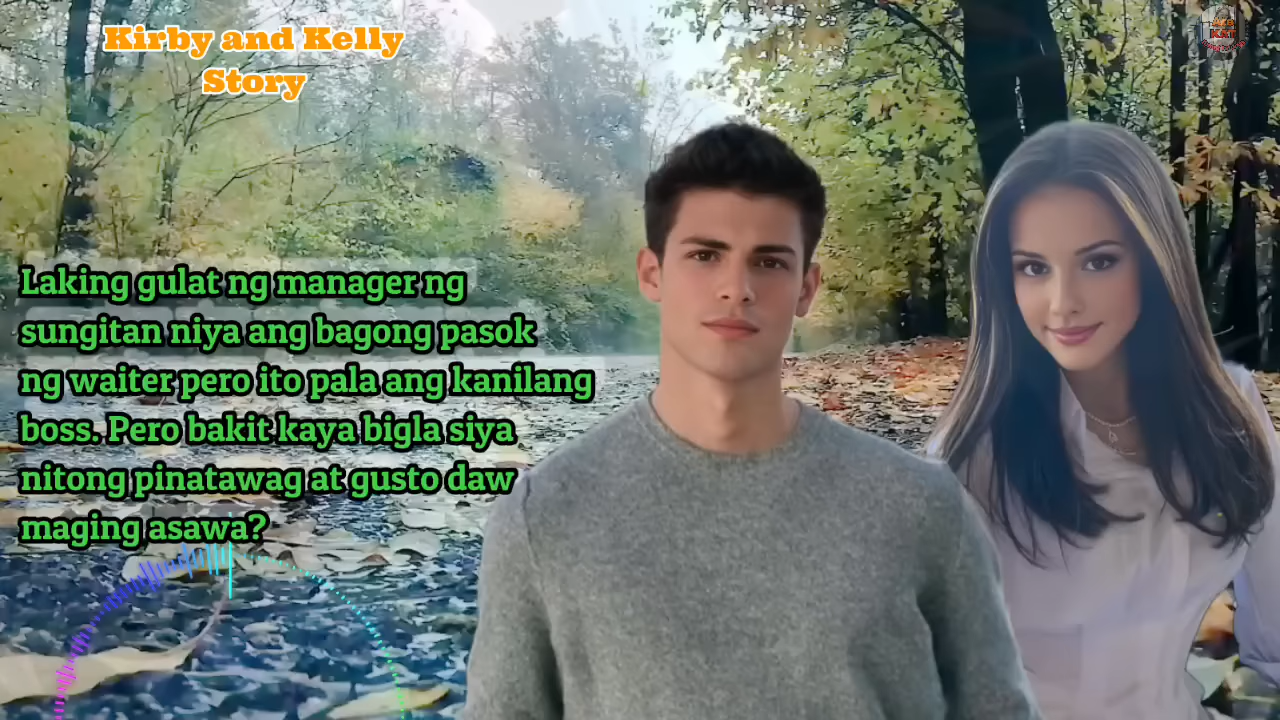 Kirby and Kelly
Story
Laking gulat ng manager ng
sungitan niya ang bagong pasok
ng waiter pero ito pala ang kanilang
boss. Pero bakit kaya bigla siya
nitong pinatawag at gusto daw
maging asawa?